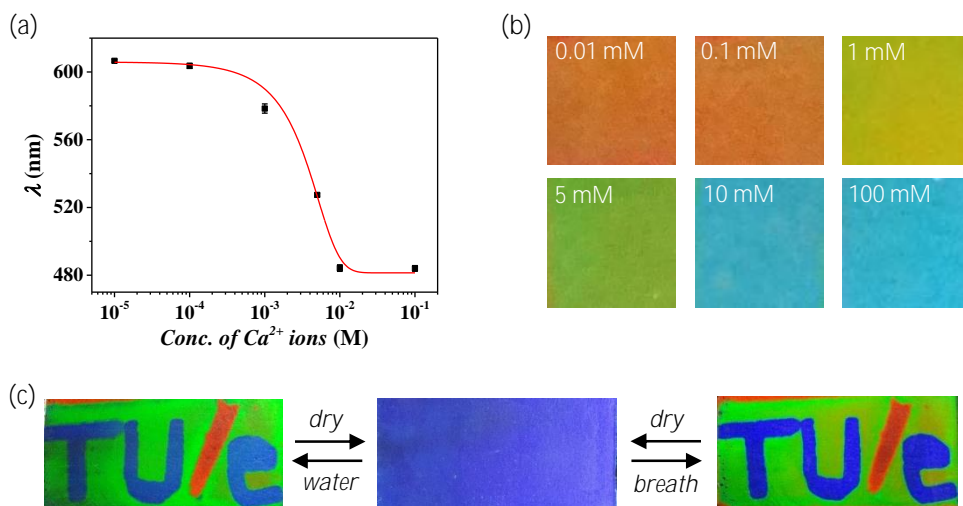 (a)
600
560
520
480
λ (nm)
10⁻⁵ 10⁻⁴ 10⁻³ 10⁻² 10⁻¹
Conc. of Ca²⁺ ions (M)
(b)
0.01 mM 0.1 mM 1 mM
5 mM 10 mM 100 mM
(c)
TU/e
dry
water
dry
breath
TU/e